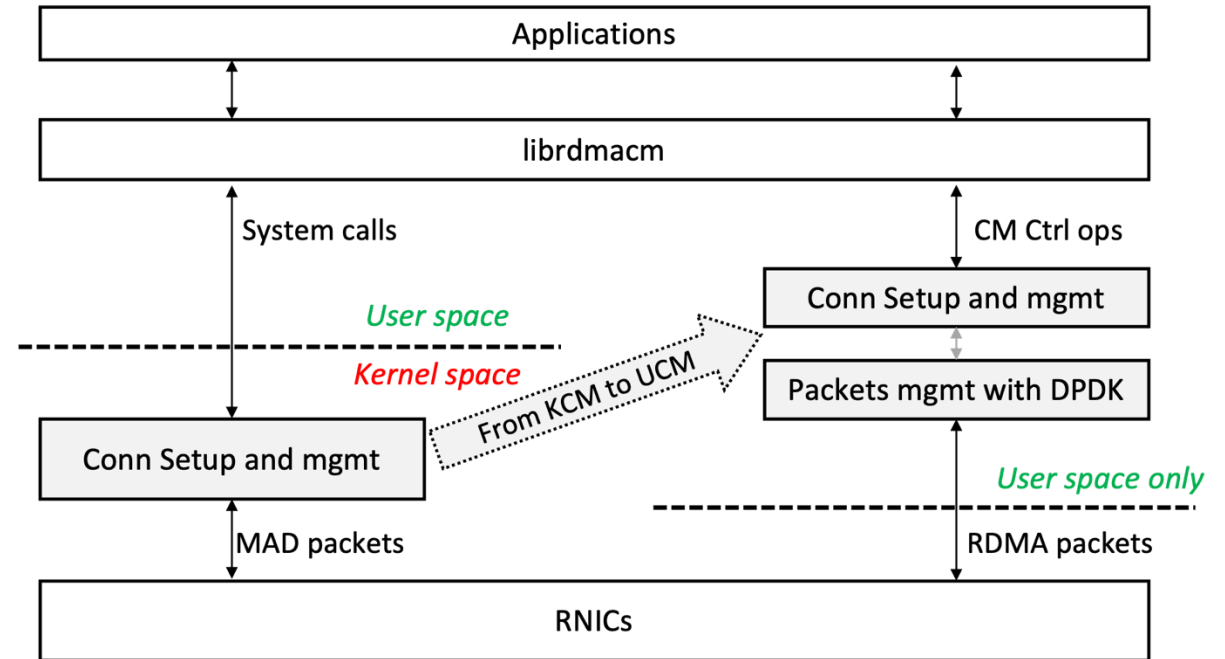 Applications
librdmacm
System calls
CM Ctrl ops
User space
Kernel space
From KCM to UCM
Conn Setup and mgmt
Packets mgmt with DPDK
Conn Setup and mgmt
User space only
MAD packets
RDMA packets
RNICs